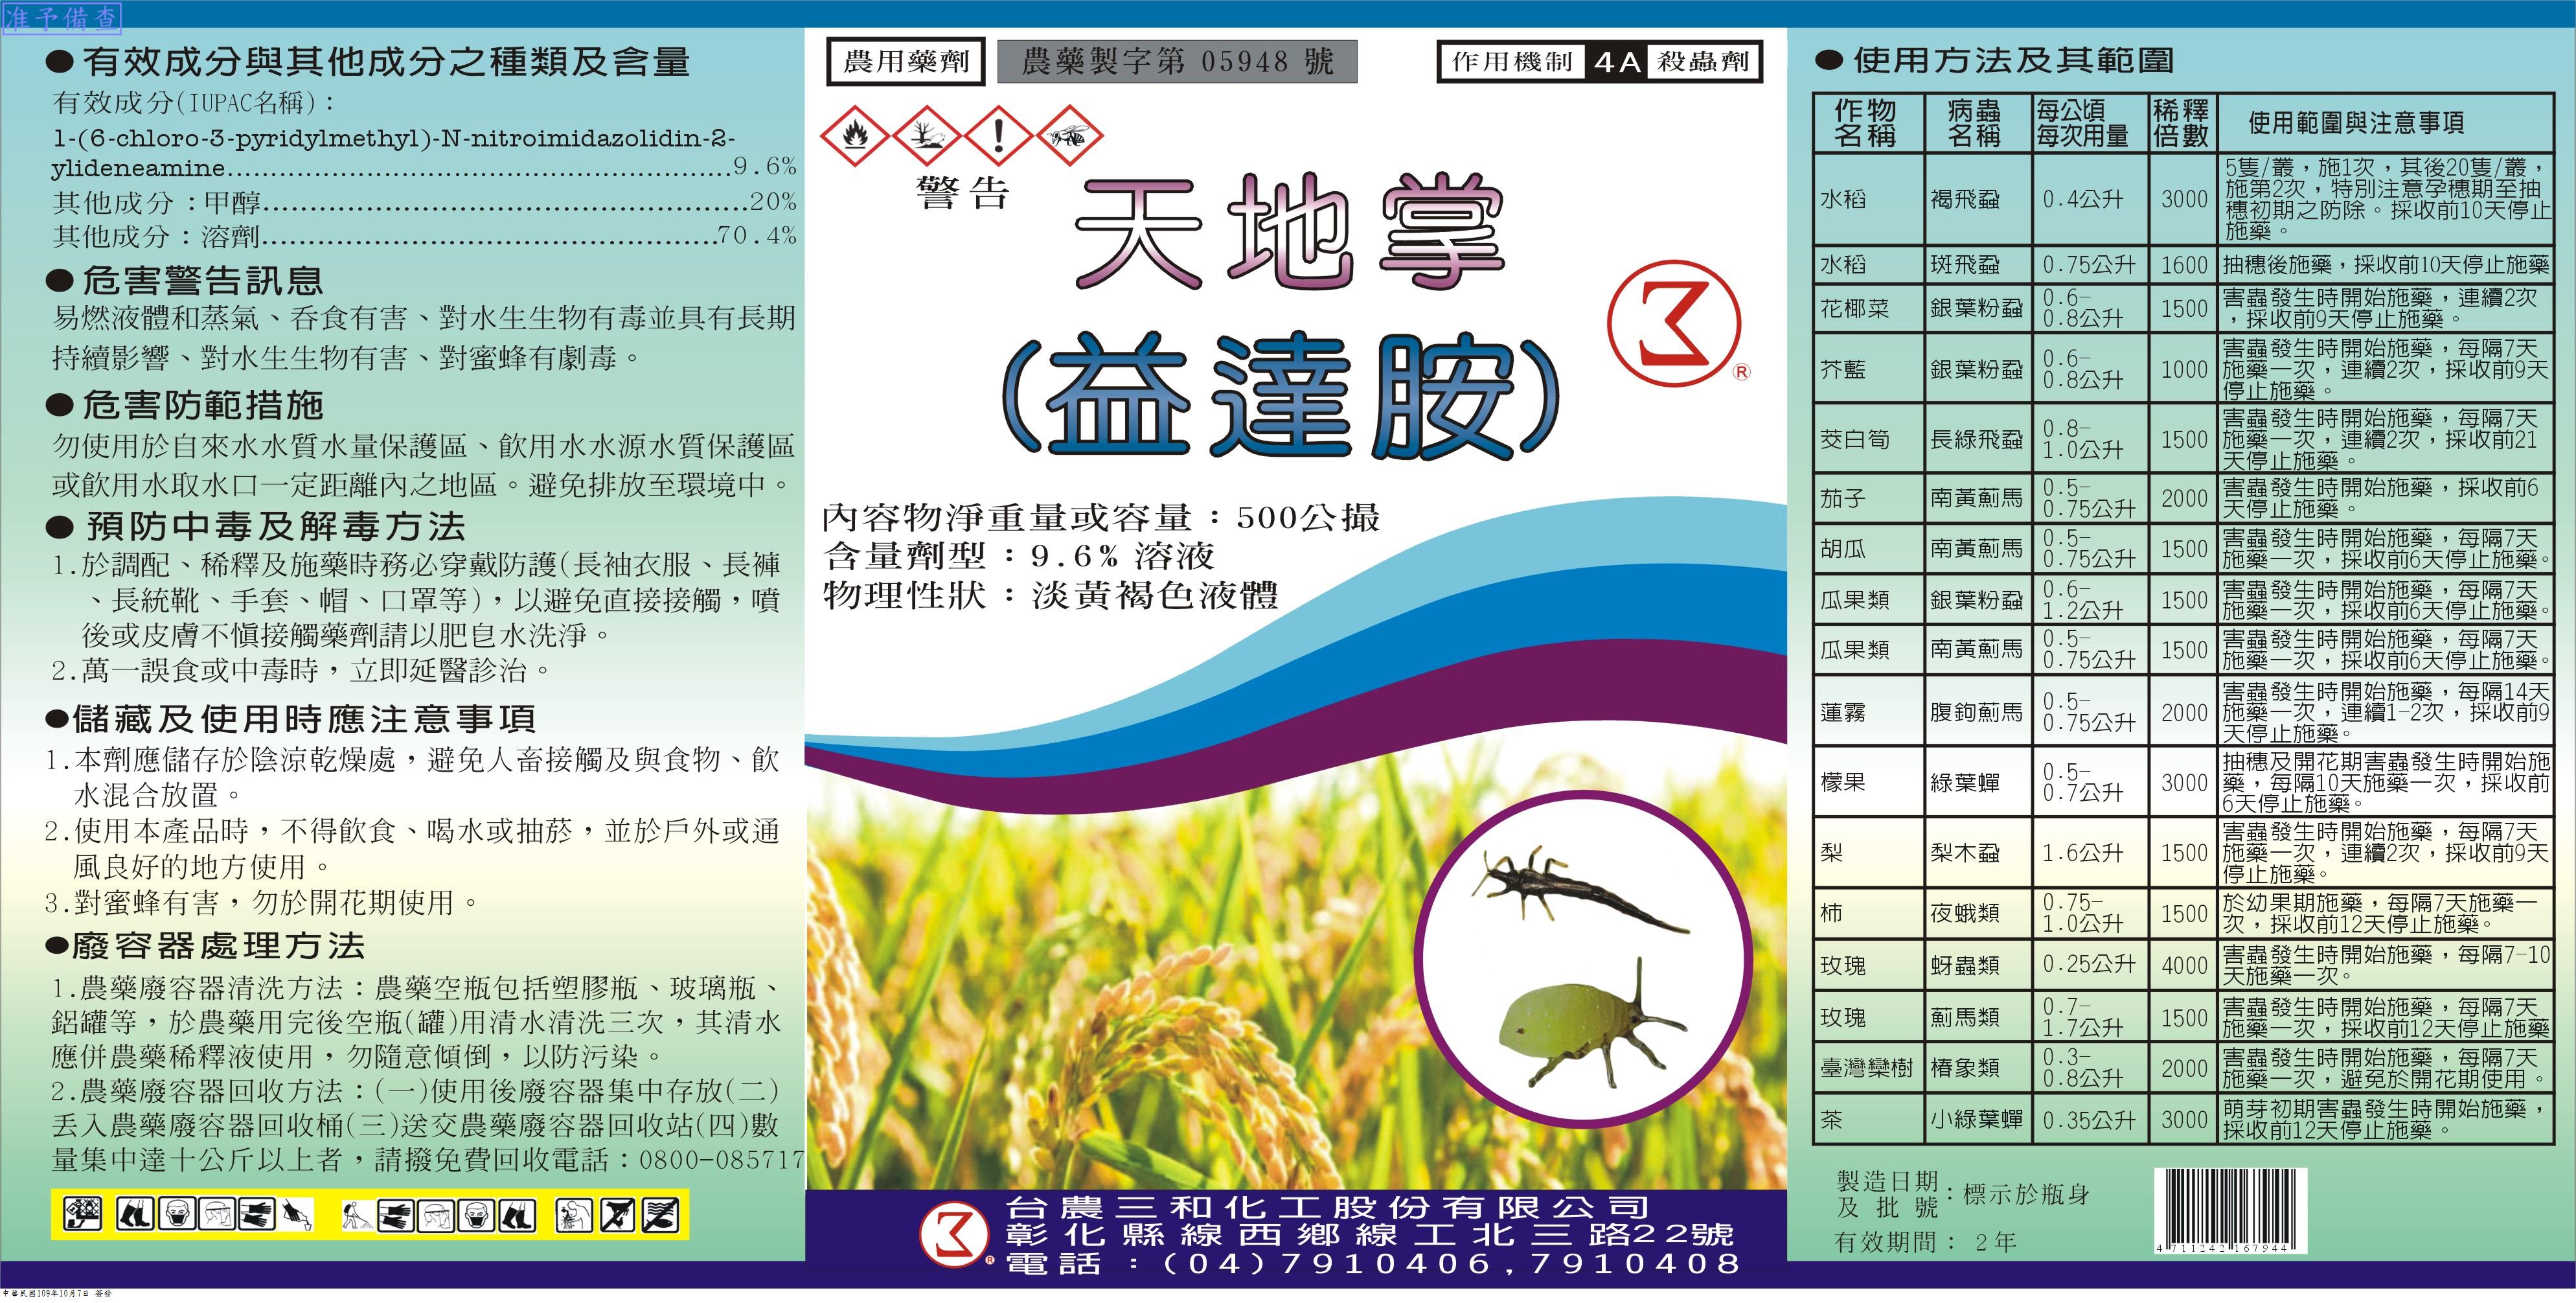 准予備查
●有效成分與其他成分之種類及含量
有效成分(IUPAC名稱)：
1-(6-chloro-3-pyridylmethyl)-N-nitroimidazolidin-2-
ylideneamine........9.6%
其他成分：甲醇........20%
其他成分：溶劑........70.4%
●危害警告訊息
易燃液體和蒸氣、吞食有害、對水生生物有毒並具有長期
持續影響、對水生生物有害、對蜜蜂有劇毒。
●危害防範措施
勿使用於自來水水質水量保護區、飲用水水源水質保護區
或飲用水取水口一定距離內之地區。避免排放至環境中。
●預防中毒及解毒方法
1.於調配、稀釋及施藥時務必穿戴防護(長袖衣服、長褲
、長統靴、手套、帽、口罩等)，以避免直接接觸，噴
後或皮膚不慎接觸藥劑請以肥皂水洗淨。
2.萬一誤食或中毒時，立即延醫診治。
●儲藏及使用時應注意事項
1.本劑應儲存於陰涼乾燥處，避免人畜接觸及與食物、飲
水混合放置。
2.使用本產品時，不得飲食、喝水或抽菸，並於戶外或通
風良好的地方使用。
3.對蜜蜂有害，勿於開花期使用。
●廢容器處理方法
1.農藥廢容器清洗方法：農藥空瓶包括塑膠瓶、玻璃瓶、
鋁罐等，於農藥用完後空瓶(罐)用清水清洗三次，其清水
應併農藥稀釋液使用，勿隨意傾倒，以防污染。
2.農藥廢容器回收方法：(一)使用後廢容器集中存放(二)
丟入農藥廢容器回收桶(三)送交農藥廢容器回收站(四)數
量集中達十公斤以上者，請撥免費回收電話：0800-085717
農用藥劑 農藥製字第 05948 號 作用機制 4A 殺蟲劑
警告
天地掌
(益達胺)
®
內容物淨重量或容量：500公撮
含量劑型：9.6% 溶液
物理性狀：淡黃褐色液體
台農三和化工股份有限公司
彰化縣線西鄉線工北三路22號
®
電話：(04)7910406,7910408
●使用方法及其範圍
作物名稱 病蟲名稱 每公頃每次用量 稀釋倍數 使用範圍與注意事項
水稻 褐飛蝨 0.4公升 3000 5隻/叢，施1次，其後20隻/叢，
施第2次，特別注意孕穗期至抽
穗初期之防除。採收前10天停止
施藥。
水稻 斑飛蝨 0.75公升 1600 抽穗後施藥，採收前10天停止施藥
花椰菜 銀葉粉蝨 0.6-0.8公升 1500 害蟲發生時開始施藥，連續2次
，採收前9天停止施藥。
芥藍 銀葉粉蝨 0.6-0.8公升 1000 害蟲發生時開始施藥，每隔7天
施藥一次，連續2次，採收前9天
停止施藥。
茭白筍 長綠飛蝨 0.8-1.0公升 1500 害蟲發生時開始施藥，每隔7天
施藥一次，連續2次，採收前21
天停止施藥。
茄子 南黃薊馬 0.5-0.75公升 2000 害蟲發生時開始施藥，採收前6
天停止施藥。
胡瓜 南黃薊馬 0.5-0.75公升 1500 害蟲發生時開始施藥，每隔7天
施藥一次，採收前6天停止施藥。
瓜果類 銀葉粉蝨 0.6-1.2公升 1500 害蟲發生時開始施藥，每隔7天
施藥一次，採收前6天停止施藥。
瓜果類 南黃薊馬 0.5-0.75公升 1500 害蟲發生時開始施藥，每隔7天
施藥一次，採收前6天停止施藥。
蓮霧 腹鉤薊馬 0.5-0.75公升 2000 害蟲發生時開始施藥，每隔14天
施藥一次，連續1-2次，採收前9
天停止施藥。
檬果 綠葉蟬 0.5-0.7公升 3000 抽穗及開花期害蟲發生時開始施
藥，每隔10天施藥一次，採收前
6天停止施藥。
梨 梨木蝨 1.6公升 1500 害蟲發生時開始施藥，每隔7天
施藥一次，連續2次，採收前9天
停止施藥。
柿 夜蛾類 0.75-1.0公升 1500 於幼果期施藥，每隔7天施藥一
次，採收前12天停止施藥。
玫瑰 蚜蟲類 0.25公升 4000 害蟲發生時開始施藥，每隔7-10
天施藥一次。
玫瑰 薊馬類 0.7-1.7公升 1500 害蟲發生時開始施藥，每隔7天
施藥一次，採收前12天停止施藥
臺灣欒樹 椿象類 0.3-0.8公升 2000 害蟲發生時開始施藥，每隔7天
施藥一次，避免於開花期使用。
茶 小綠葉蟬 0.35公升 3000 萌芽初期害蟲發生時開始施藥，
採收前12天停止施藥。
製造日期
及批號：標示於瓶身
有效期間：2年
4 711242 167944
中華民國109年10月7日 簽發